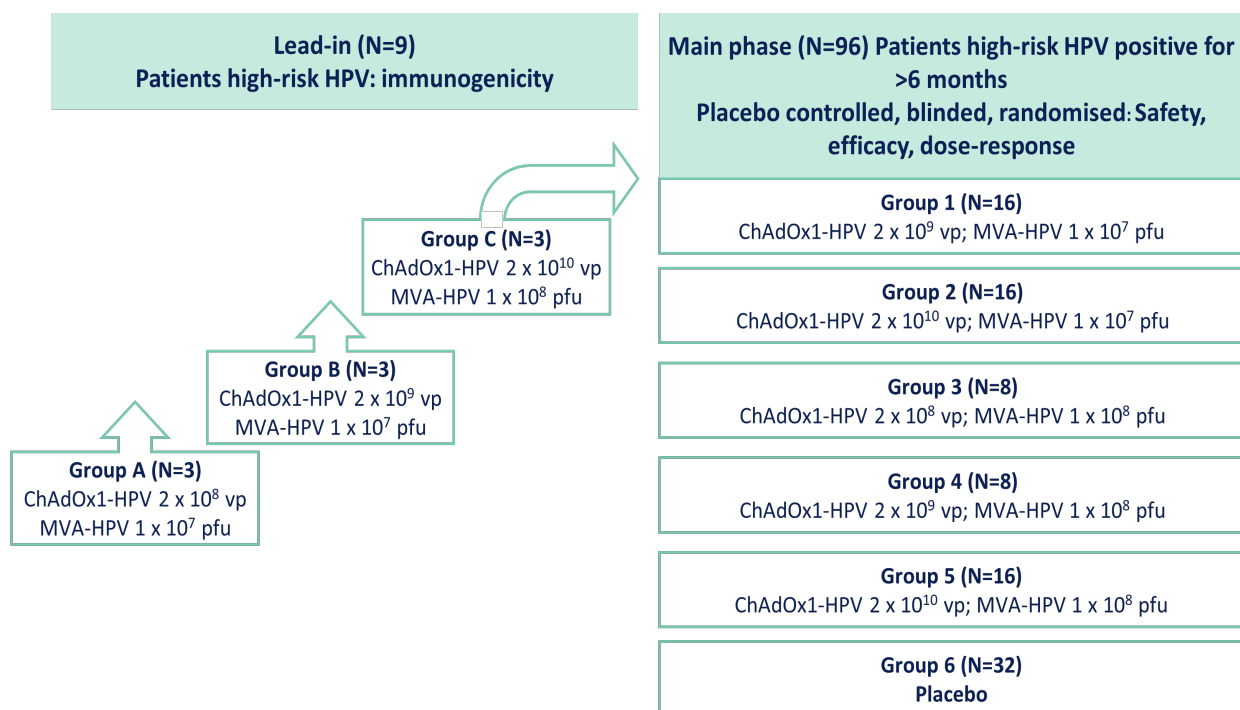 Lead-in (N=9)
Patients high-risk HPV: immunogenicity
Group C (N=3)
ChAdOx1-HPV 2 x 10¹⁰ vp
MVA-HPV 1 x 10⁸ pfu
Group B (N=3)
ChAdOx1-HPV 2 x 10⁹ vp
MVA-HPV 1 x 10⁷ pfu
Group A (N=3)
ChAdOx1-HPV 2 x 10⁸ vp
MVA-HPV 1 x 10⁷ pfu
Main phase (N=96) Patients high-risk HPV positive for
>6 months
Placebo controlled, blinded, randomised: Safety,
efficacy, dose-response
Group 1 (N=16)
ChAdOx1-HPV 2 x 10⁹ vp; MVA-HPV 1 x 10⁷ pfu
Group 2 (N=16)
ChAdOx1-HPV 2 x 10¹⁰ vp; MVA-HPV 1 x 10⁷ pfu
Group 3 (N=8)
ChAdOx1-HPV 2 x 10⁸ vp; MVA-HPV 1 x 10⁸ pfu
Group 4 (N=8)
ChAdOx1-HPV 2 x 10⁹ vp; MVA-HPV 1 x 10⁸ pfu
Group 5 (N=16)
ChAdOx1-HPV 2 x 10¹⁰ vp; MVA-HPV 1 x 10⁸ pfu
Group 6 (N=32)
Placebo